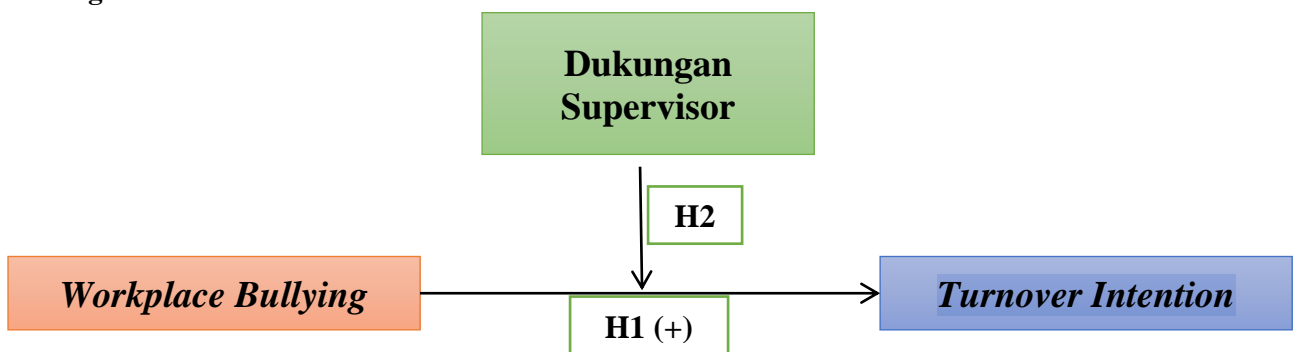 Dukungan
Supervisor
H2
Workplace Bullying
Turnover Intention
H1 (+)